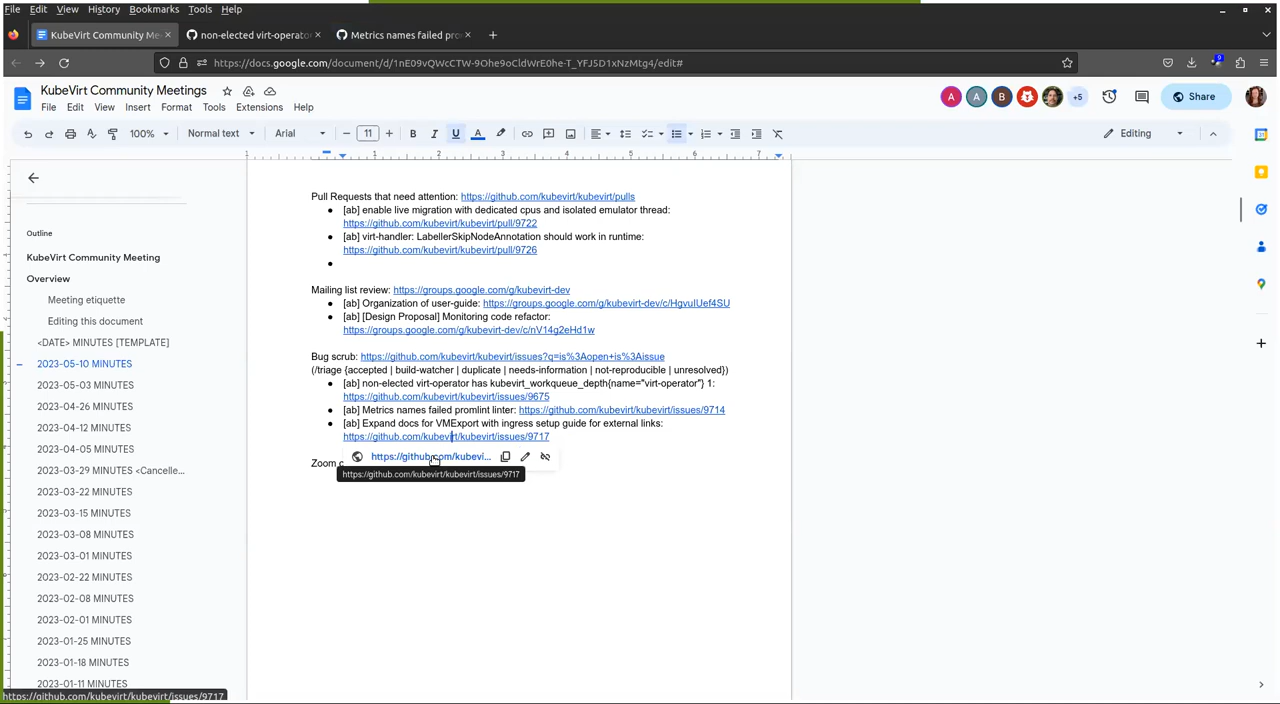 File Edit View History Bookmarks Tools Help
KubeVirt Community Me
non-elected virt-operato
Metrics names failed pro
https://docs.google.com/document/d/1nE09vQWcCTW-9Ohe9oCldWrE0he-T_YFJ5D1xNzMtg4/edit#
KubeVirt Community Meetings
File Edit View Insert Format Tools Extensions Help
A A B +5 Share
100% Normal text Arial 11 B I U A Editing
1 1 2 3 4 5 6 7
Outline
KubeVirt Community Meeting
Overview
Meeting etiquette
Editing this document
<DATE> MINUTES [TEMPLATE]
2023-05-10 MINUTES
2023-05-03 MINUTES
2023-04-26 MINUTES
2023-04-12 MINUTES
2023-04-05 MINUTES
2023-03-29 MINUTES <Cancelle...
2023-03-22 MINUTES
2023-03-15 MINUTES
2023-03-08 MINUTES
2023-03-01 MINUTES
2023-02-22 MINUTES
2023-02-08 MINUTES
2023-02-01 MINUTES
2023-01-25 MINUTES
2023-01-18 MINUTES
2023-01-11 MINUTES
Pull Requests that need attention: https://github.com/kubevirt/kubevirt/pulls
● [ab] enable live migration with dedicated cpus and isolated emulator thread:
https://github.com/kubevirt/kubevirt/pull/9722
● [ab] virt-handler: LabellerSkipNodeAnnotation should work in runtime:
https://github.com/kubevirt/kubevirt/pull/9726
●
Mailing list review: https://groups.google.com/g/kubevirt-dev
● [ab] Organization of user-guide: https://groups.google.com/g/kubevirt-dev/c/HgvuIUef4SU
● [ab] [Design Proposal] Monitoring code refactor:
https://groups.google.com/g/kubevirt-dev/c/nV14g2eHd1w
Bug scrub: https://github.com/kubevirt/kubevirt/issues?q=is%3Aopen+is%3Aissue
(/triage {accepted | build-watcher | duplicate | needs-information | not-reproducible | unresolved})
● [ab] non-elected virt-operator has kubevirt_workqueue_depth{name="virt-operator"} 1:
https://github.com/kubevirt/kubevirt/issues/9675
● [ab] Metrics names failed promlint linter: https://github.com/kubevirt/kubevirt/issues/9714
● [ab] Expand docs for VMExport with ingress setup guide for external links:
https://github.com/kubevirt/kubevirt/issues/9717
https://github.com/kubevi...
Zoom c
https://github.com/kubevirt/kubevirt/issues/9717
https://github.com/kubevirt/kubevirt/issues/9717